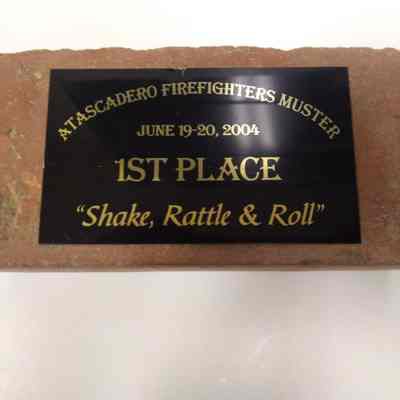 ATASCADERO FIREFIGHTERS MUSTER
JUNE 19-20, 2004
1ST PLACE
“Shake, Rattle & Roll”